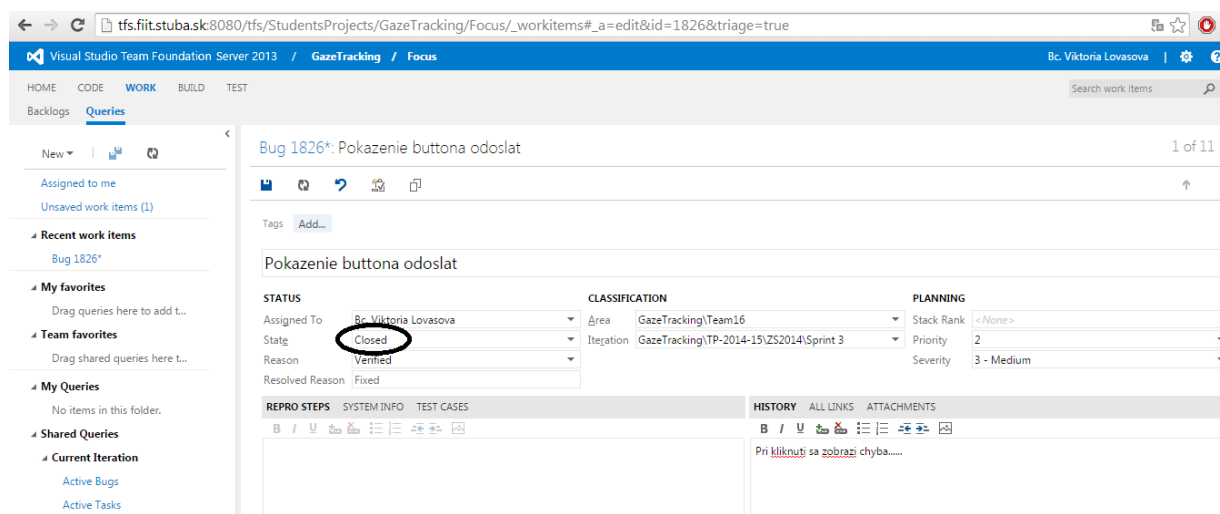 tfs.fiit.stuba.sk:8080/tfs/StudentsProjects/GazeTracking/Focus/_workitems#_a=edit&id=1826&triage=true
Visual Studio Team Foundation Server 2013 / GazeTracking / Focus Bc. Viktoria Lovasova |
HOME CODE WORK BUILD TEST Search work items
Backlogs Queries
New Bug 1826*: Pokazenie buttona odoslat 1 of 11
Assigned to me
Unsaved work items (1)
Tags Add...
Recent work items
Bug 1826* Pokazenie buttona odoslat
My favorites
STATUS CLASSIFICATION PLANNING
Drag queries here to add t...
Assigned To Bc. Viktoria Lovasova Area GazeTracking\Team16 Stack Rank <None>
Team favorites
State Closed Iteration GazeTracking\TP-2014-15\ZS2014\Sprint 3 Priority 2
Drag shared queries here t...
Reason Verified Severity 3 - Medium
Resolved Reason Fixed
My Queries
No items in this folder.
REPRO STEPS SYSTEM INFO TEST CASES HISTORY ALL LINKS ATTACHMENTS
B I U B I U
Shared Queries
Current Iteration Pri kliknuti sa zobrazi chyba......
Active Bugs
Active Tasks